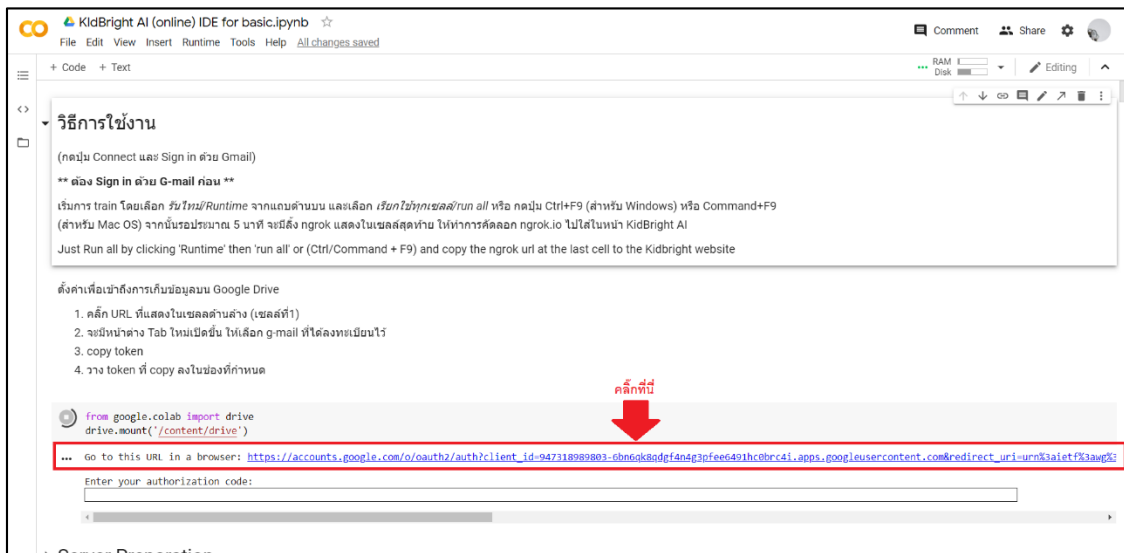 KIdBright AI (online) IDE for basic.ipynb
Comment
Share
File Edit View Insert Runtime Tools Help All changes saved
+ Code + Text
RAM
Disk
Editing
วิธีการใช้งาน
(กดปุ่ม Connect และ Sign in ด้วย Gmail)
** ต้อง Sign in ด้วย G-mail ก่อน **
เริ่มการ train โดยเลือก รันไทม์/Runtime จากแถบด้านบน และเลือก เรียกใช้ทุกเซลล์/run all หรือ กดปุ่ม Ctrl+F9 (สำหรับ Windows) หรือ Command+F9
(สำหรับ Mac OS) จากนั้นรอประมาณ 5 นาที จะมีลิ้ง ngrok แสดงในเซลล์สุดท้าย ให้ทำการคัดลอก ngrok.io ไปใส่ในหน้า KidBright AI
Just Run all by clicking 'Runtime' then 'run all' or (Ctrl/Command + F9) and copy the ngrok url at the last cell to the Kidbright website
ตั้งค่าเพื่อเข้าถึงการเก็บข้อมูลบน Google Drive
1. คลิ๊ก URL ที่แสดงในเซลล์ด้านล่าง (เซลล์ที่1)
2. จะมีหน้าต่าง Tab ใหม่เปิดขึ้น ให้เลือก g-mail ที่ได้ลงทะเบียนไว้
3. copy token
4. วาง token ที่ copy ลงในช่องที่กำหนด
คลิ๊กที่นี่
from google.colab import drive
drive.mount('/content/drive')
Go to this URL in a browser: https://accounts.google.com/o/oauth2/auth?client_id=947318989803-6bn6qk8qdgf4n4g3pfee6491hc0brc4i.apps.googleusercontent.com&redirect_uri=urn%3aietf%3awg%3
Enter your authorization code:
Server Preparation